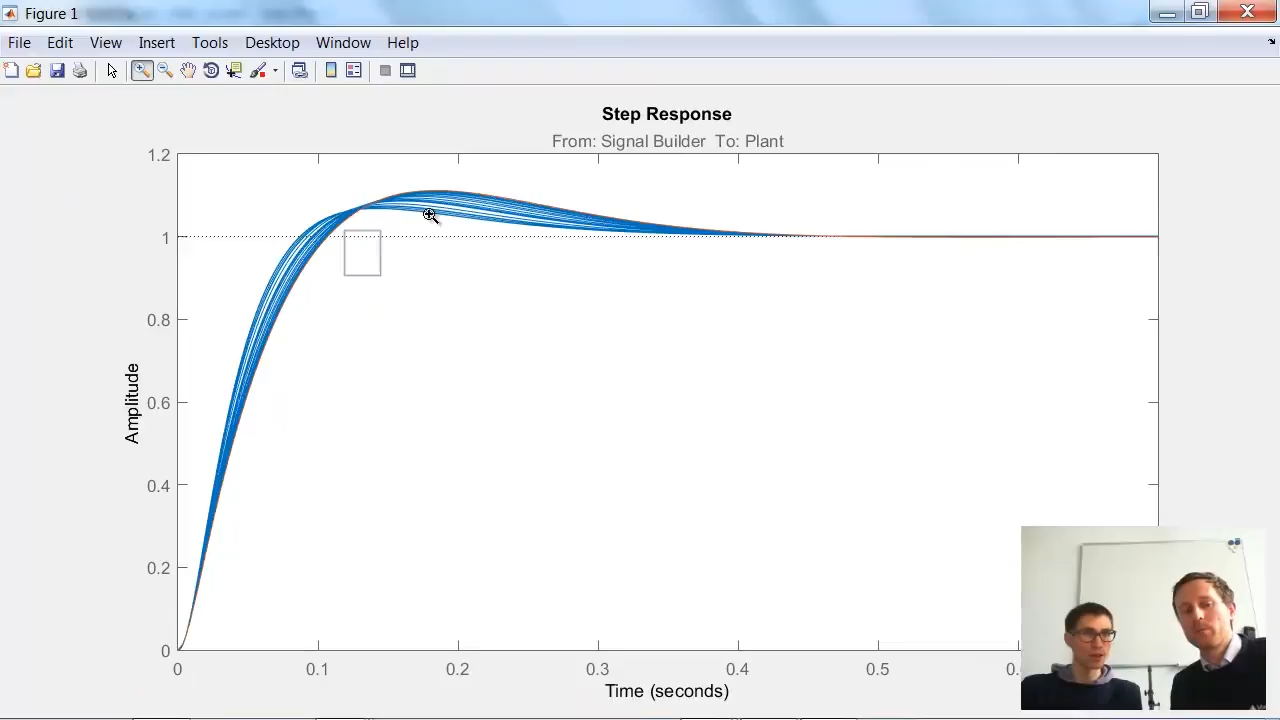 Figure 1
File Edit View Insert Tools Desktop Window Help
Step Response
From: Signal Builder To: Plant
1.2
1
0.8
0.6
0.4
0.2
0
Amplitude
0 0.1 0.2 0.3 0.4 0.5
Time (seconds)